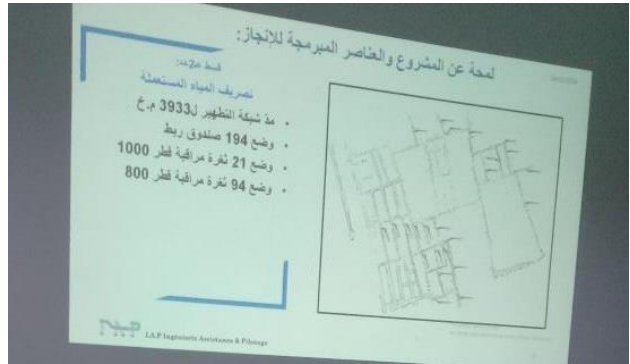 لمحة عن المشروع والعناصر المبرمجة للانجاز:
تصريف المياه المستعملة
• مدّ شبكة التطهير ل3933 م.خ
• وضع 194 صندوق ربط
• وضع 21 ثغرة مراقبة قطر 1000
• وضع 94 ثغرة مراقبة قطر 800
I.A.P Ingénierie Assistance & Pilotage